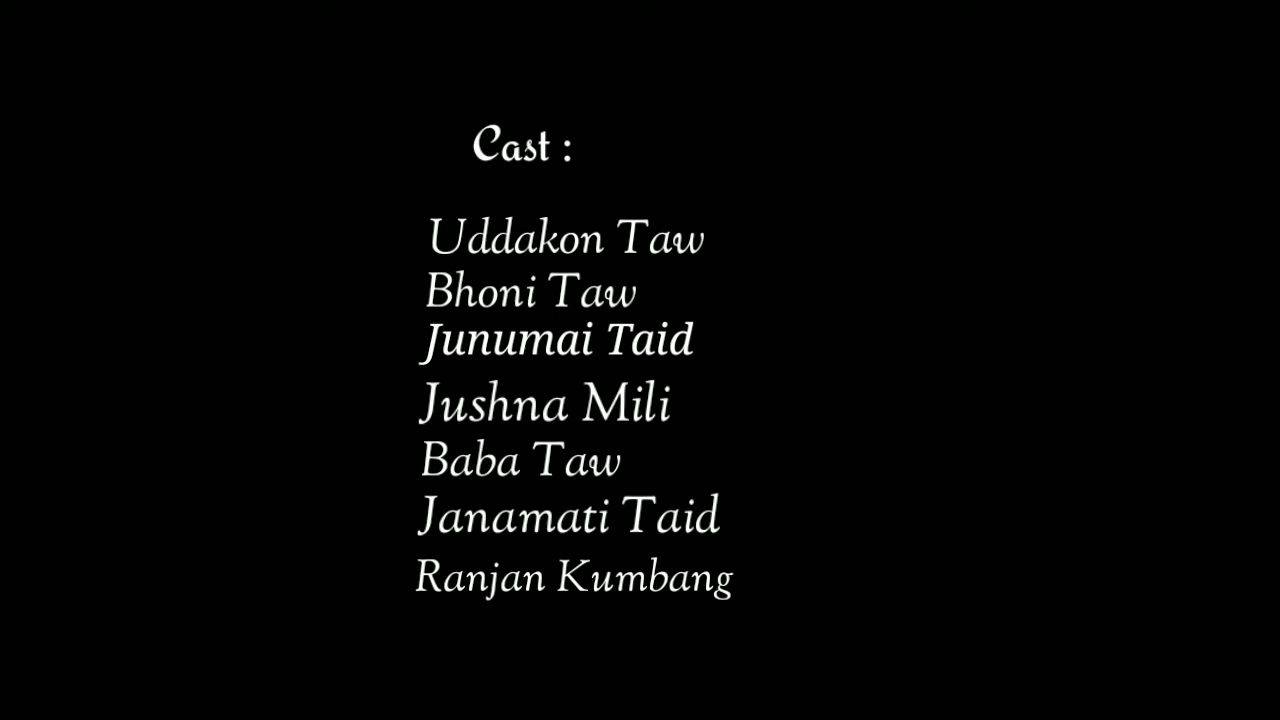 Cast :
Uddakon Taw
Bhoni Taw
Junumai Taid
Jushna Mili
Baba Taw
Janamati Taid
Ranjan Kumbang